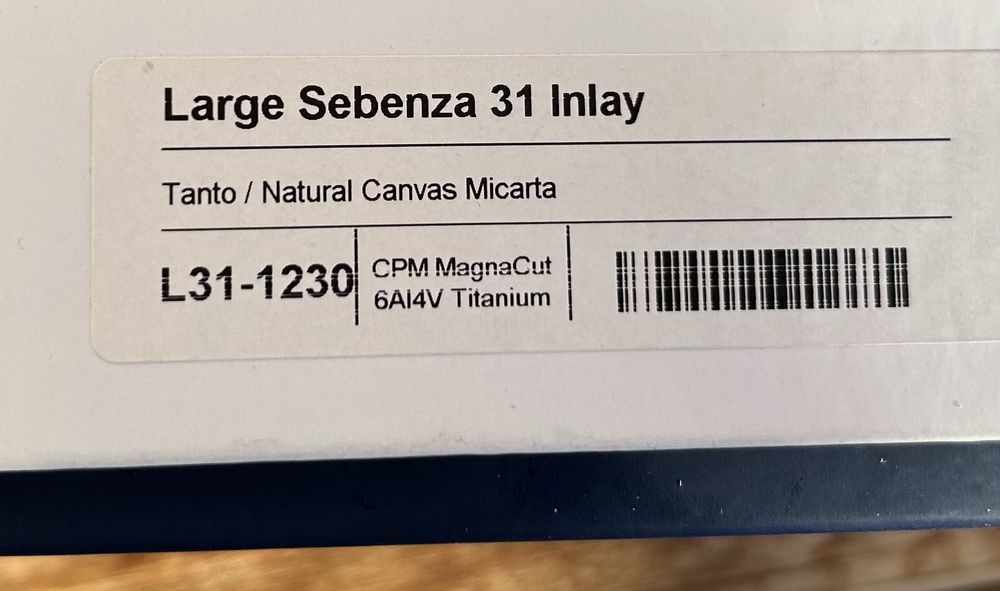 Large Sebenza 31 Inlay
Tanto / Natural Canvas Micarta
L31-1230
CPM MagnaCut
6Al4V Titanium